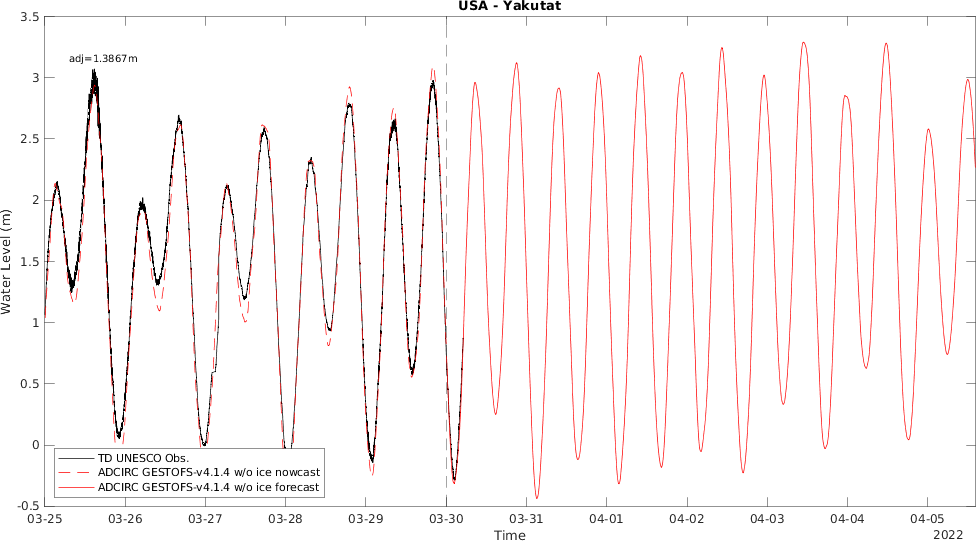 USA - Yakutat
3.5
adj=1.3867m
3
2.5
2
1.5
1
0.5
0
-0.5
Water Level (m)
TD UNESCO Obs.
ADCIRC GESTOFS-v4.1.4 w/o ice nowcast
ADCIRC GESTOFS-v4.1.4 w/o ice forecast
03-25 03-26 03-27 03-28 03-29 03-30 03-31 04-01 04-02 04-03 04-04 04-05
Time
2022